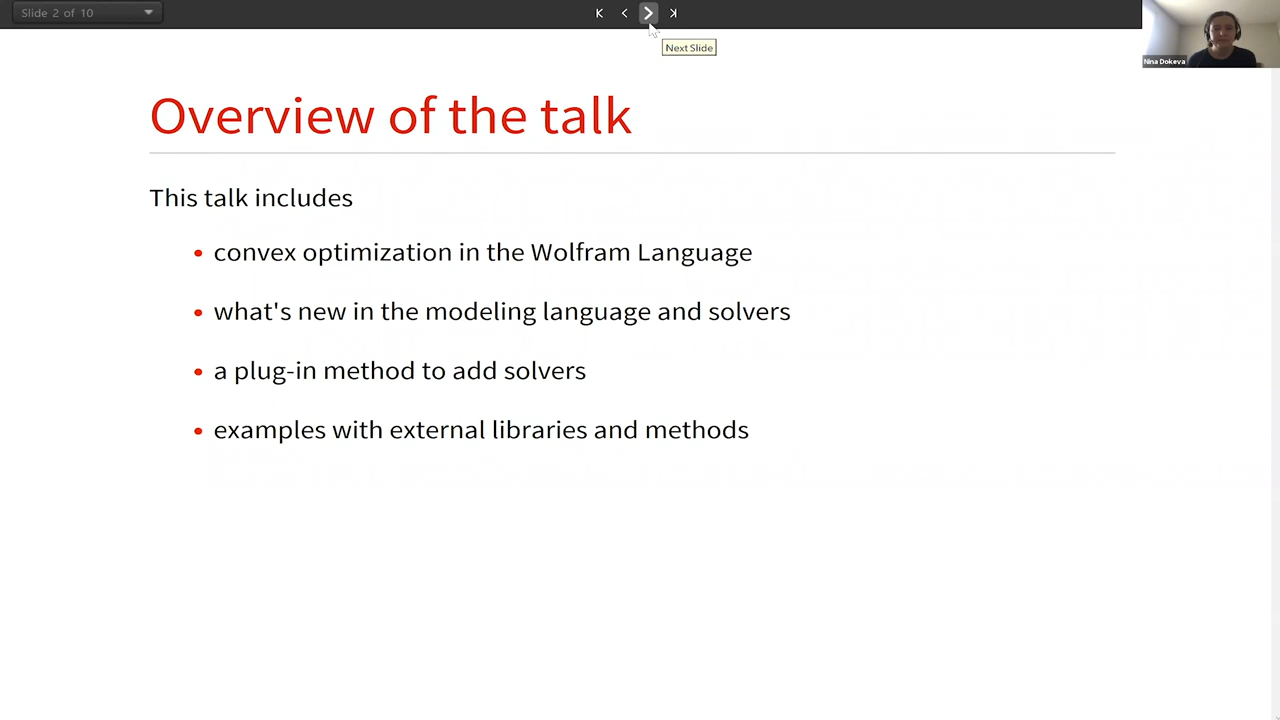 Slide 2 of 10
Next Slide
Nina Dokeva
Overview of the talk
This talk includes
• convex optimization in the Wolfram Language
• what's new in the modeling language and solvers
• a plug-in method to add solvers
• examples with external libraries and methods